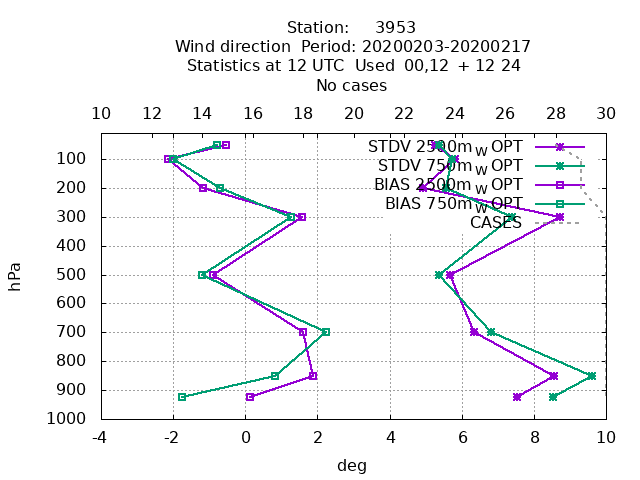 Station: 3953
Wind direction Period: 20200203-20200217
Statistics at 12 UTC Used 00,12 + 12 24
No cases
10 12 14 16 18 20 22 24 26 28 30
STDV 2500m_W OPT
STDV 750m_W OPT
BIAS 2500m_W OPT
BIAS 750m_W OPT
CASES
100
200
300
400
500
600
700
800
900
1000
hPa
-4 -2 0 2 4 6 8 10
deg